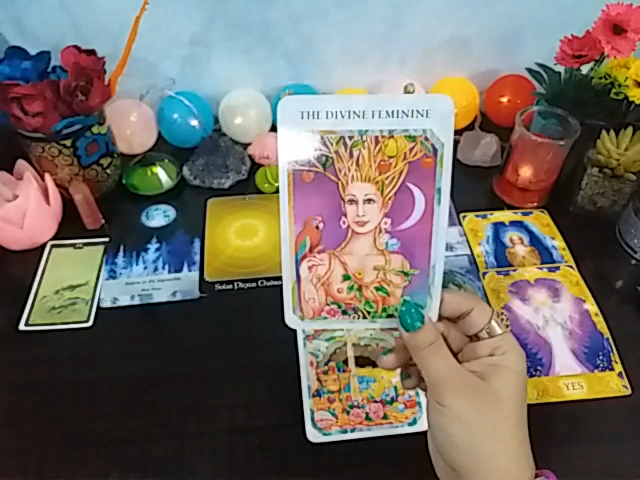 THE DIVINE FEMININE
Believe in the Impossible
Solar Plexus Chakra
YES